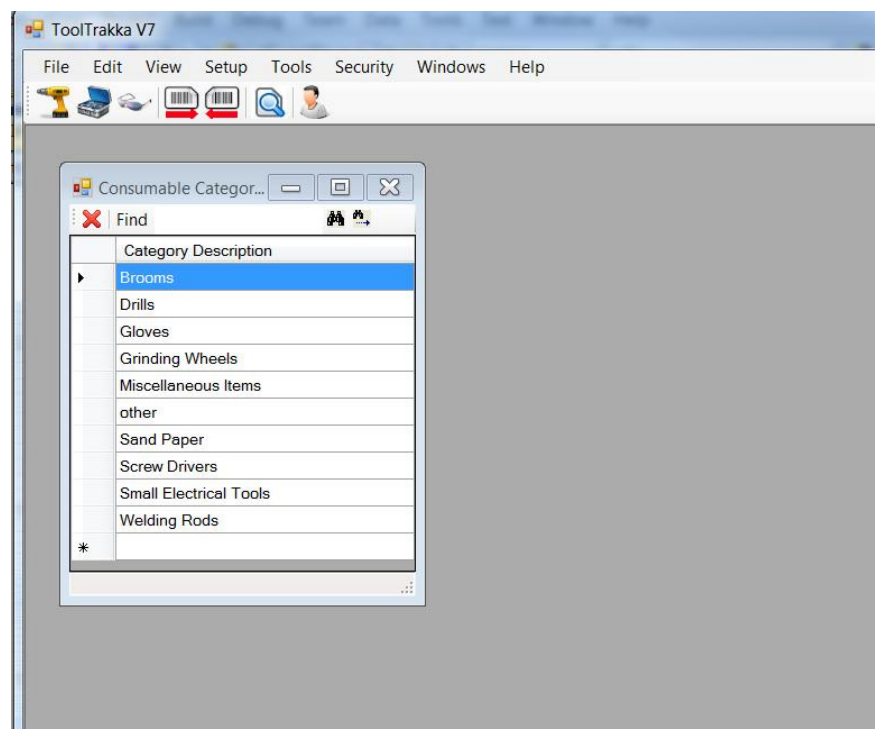 ToolTrakka V7
File Edit View Setup Tools Security Windows Help
Consumable Categor...
Find
Category Description
Brooms
Drills
Gloves
Grinding Wheels
Miscellaneous Items
other
Sand Paper
Screw Drivers
Small Electrical Tools
Welding Rods
*